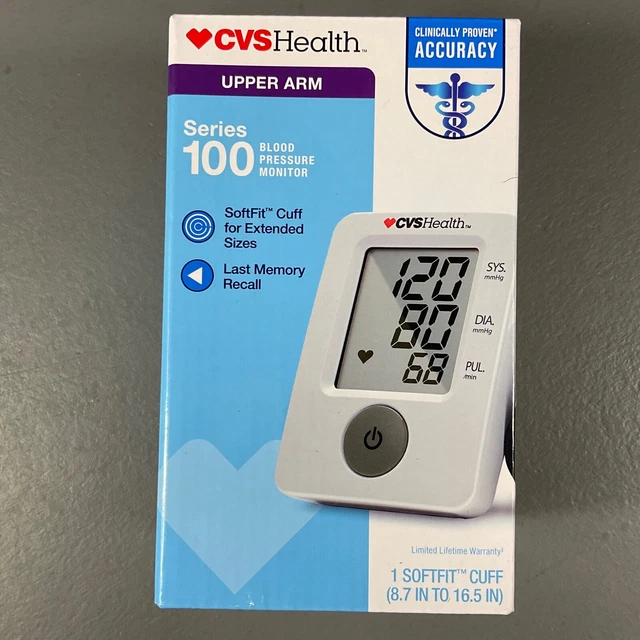 CVSHealth™
CLINICALLY PROVEN*
ACCURACY
UPPER ARM
Series
100 BLOOD
PRESSURE
MONITOR
SoftFit™ Cuff
for Extended
Sizes
Last Memory
Recall
CVSHealth™
120 SYS.
mmHg
80 DIA.
mmHg
68 PUL.
/min
Limited Lifetime Warranty‡
1 SOFTFIT™ CUFF
(8.7 IN TO 16.5 IN)